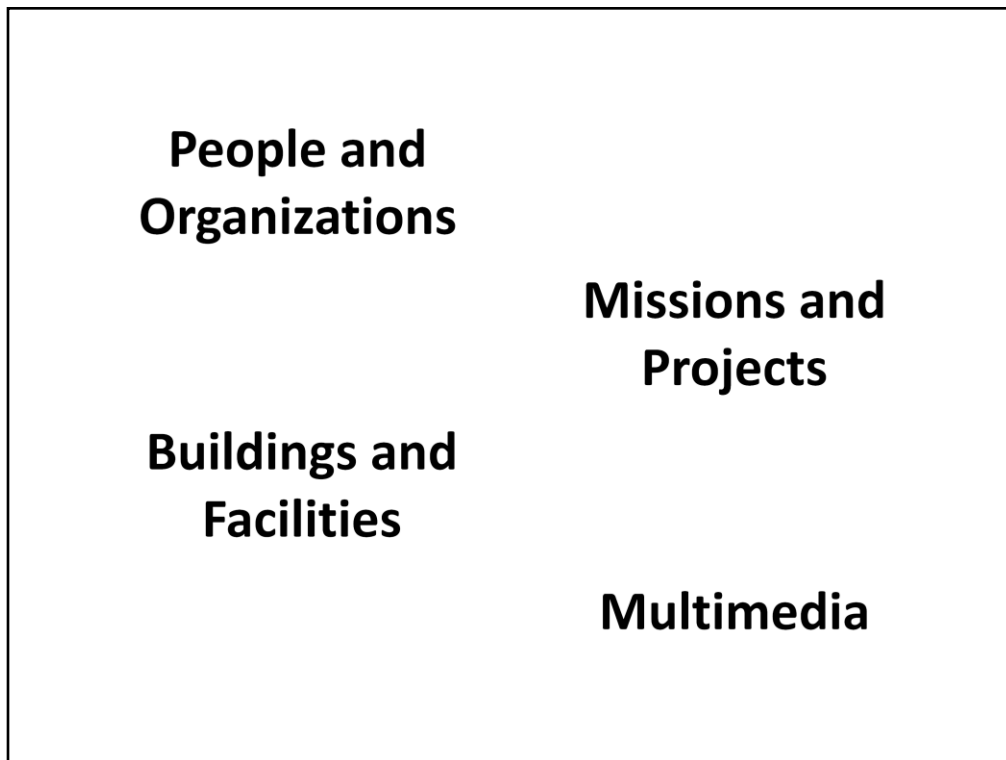 People and
Organizations
Missions and
Projects
Buildings and
Facilities
Multimedia